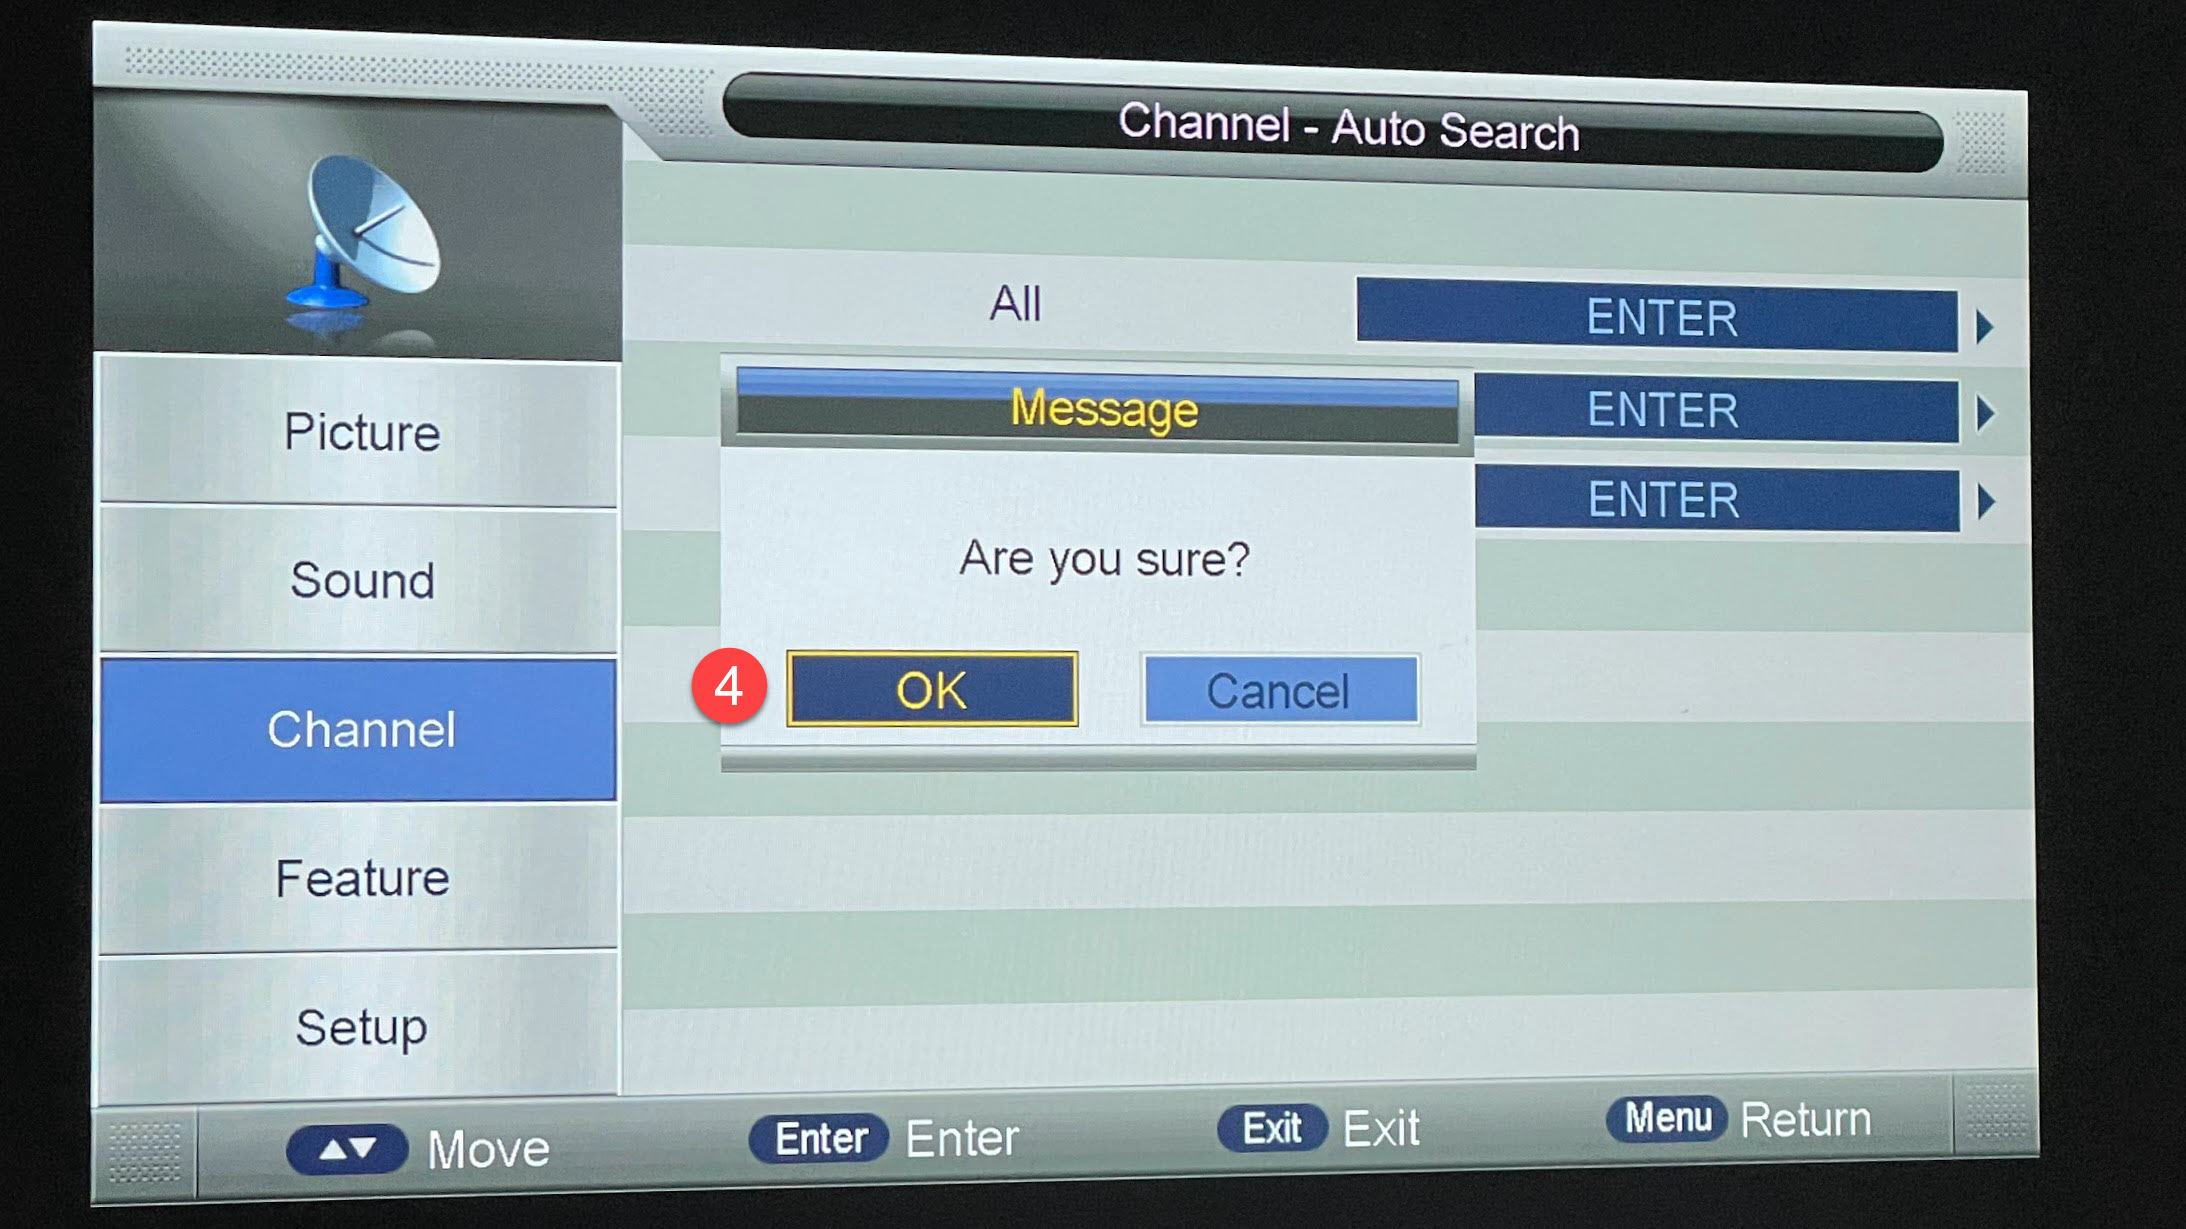 Channel - Auto Search
All ENTER
ENTER
ENTER
Message
Are you sure?
4 OK Cancel
Picture
Sound
Channel
Feature
Setup
▲▼ Move Enter Enter Exit Exit Menu Return